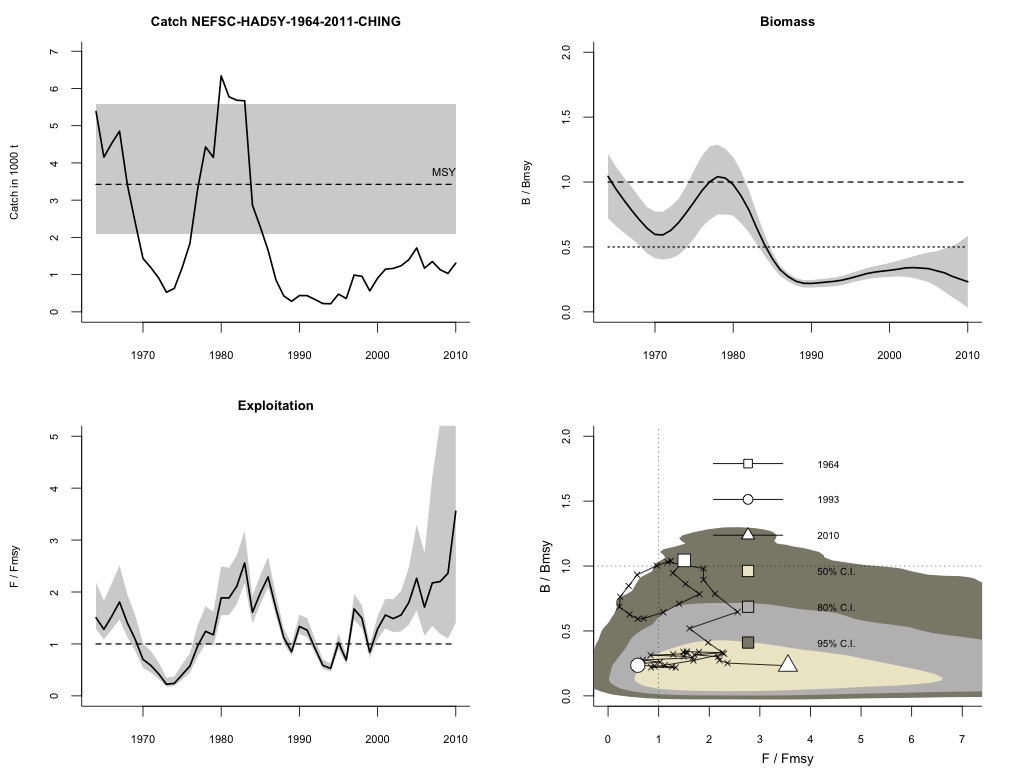 Catch NEFSC-HAD5Y-1964-2011-CHING
Catch in 1000 t
7
6
5
4
3
2
1
0
MSY
1970 1980 1990 2000 2010
Biomass
B / Bmsy
2.0
1.5
1.0
0.5
0.0
1970 1980 1990 2000 2010
Exploitation
F / Fmsy
5
4
3
2
1
0
1970 1980 1990 2000 2010
B / Bmsy
2.0
1.5
1.0
0.5
0.0
1964
1993
2010
50% C.I.
80% C.I.
95% C.I.
0 1 2 3 4 5 6 7
F / Fmsy